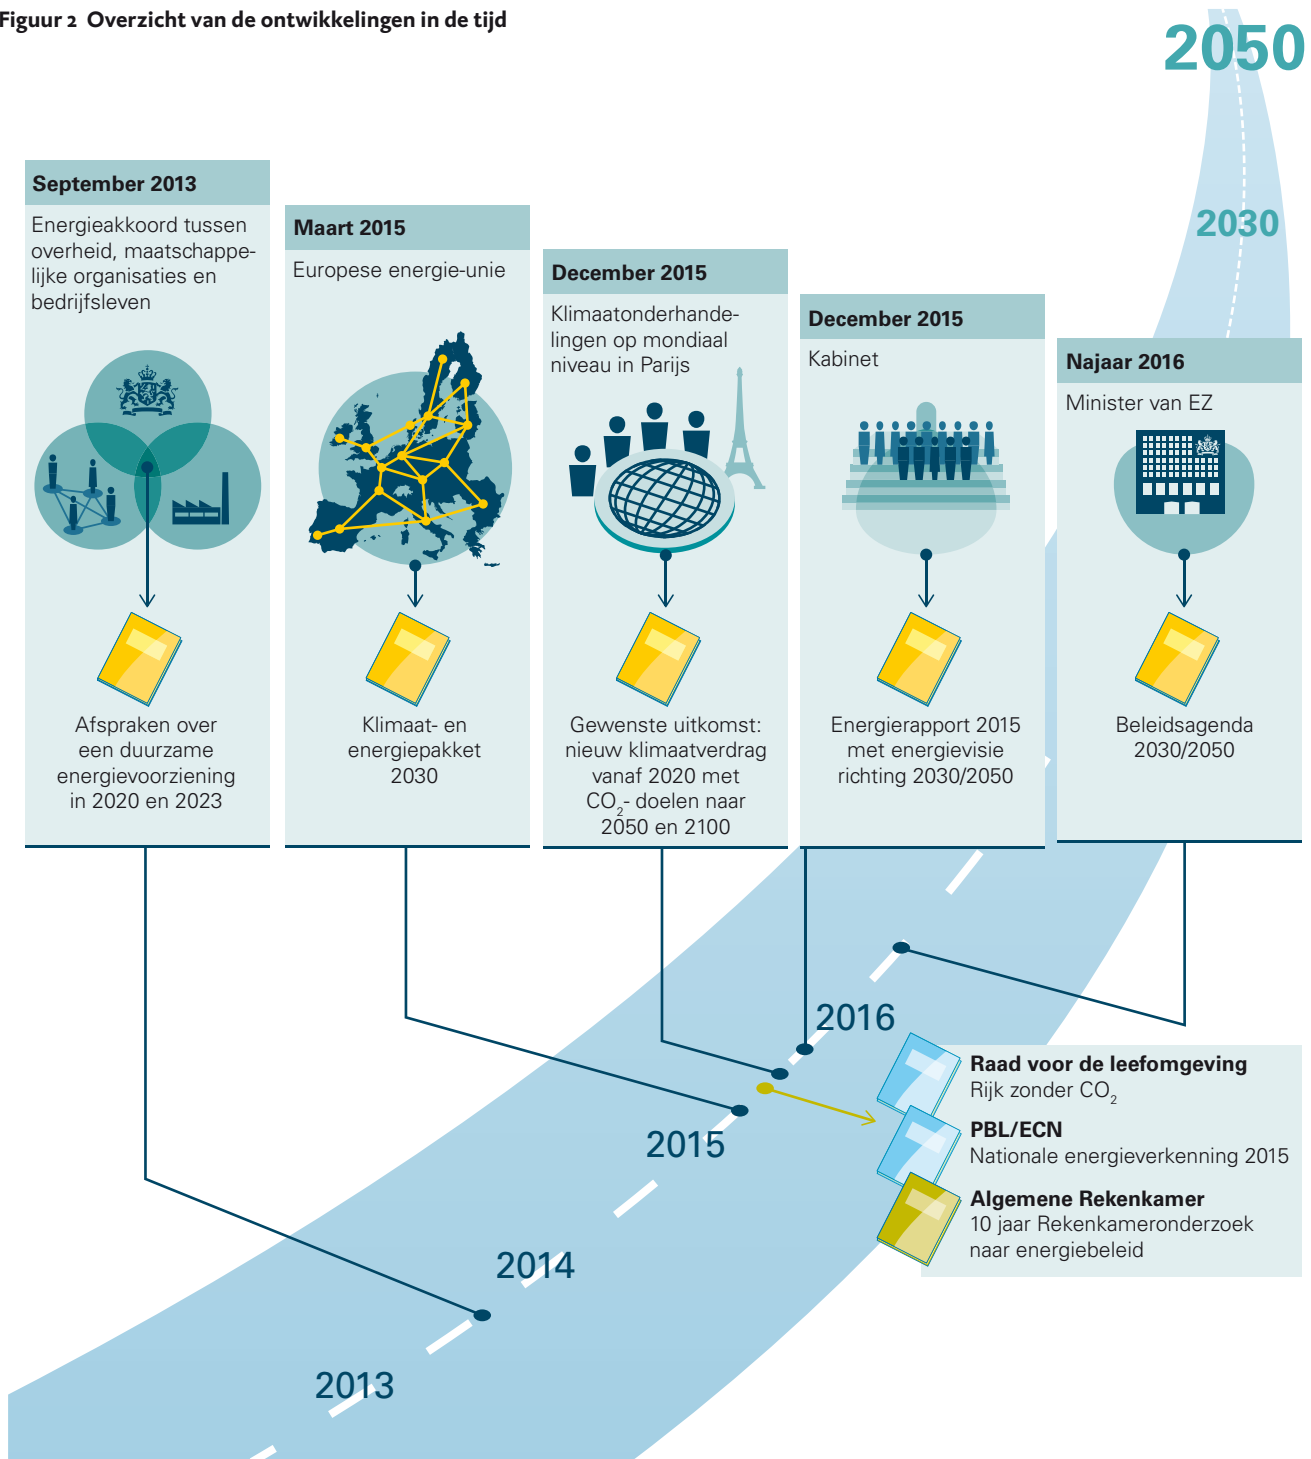 Figuur 2 Overzicht van de ontwikkelingen in de tijd
2050
2030
September 2013
Energieakkoord tussen
overheid, maatschappe-
lijke organisaties en
bedrijfsleven
Afspraken over
een duurzame
energievoorziening
in 2020 en 2023
Maart 2015
Europese energie-unie
Klimaat- en
energiepakket
2030
December 2015
Klimaatonderhande-
lingen op mondiaal
niveau in Parijs
Gewenste uitkomst:
nieuw klimaatverdrag
vanaf 2020 met
CO₂- doelen naar
2050 en 2100
December 2015
Kabinet
Energierapport 2015
met energievisie
richting 2030/2050
Najaar 2016
Minister van EZ
Beleidsagenda
2030/2050
2016
2015
2014
2013
Raad voor de leefomgeving
Rijk zonder CO₂
PBL/ECN
Nationale energieverkenning 2015
Algemene Rekenkamer
10 jaar Rekenkameronderzoek
naar energiebeleid